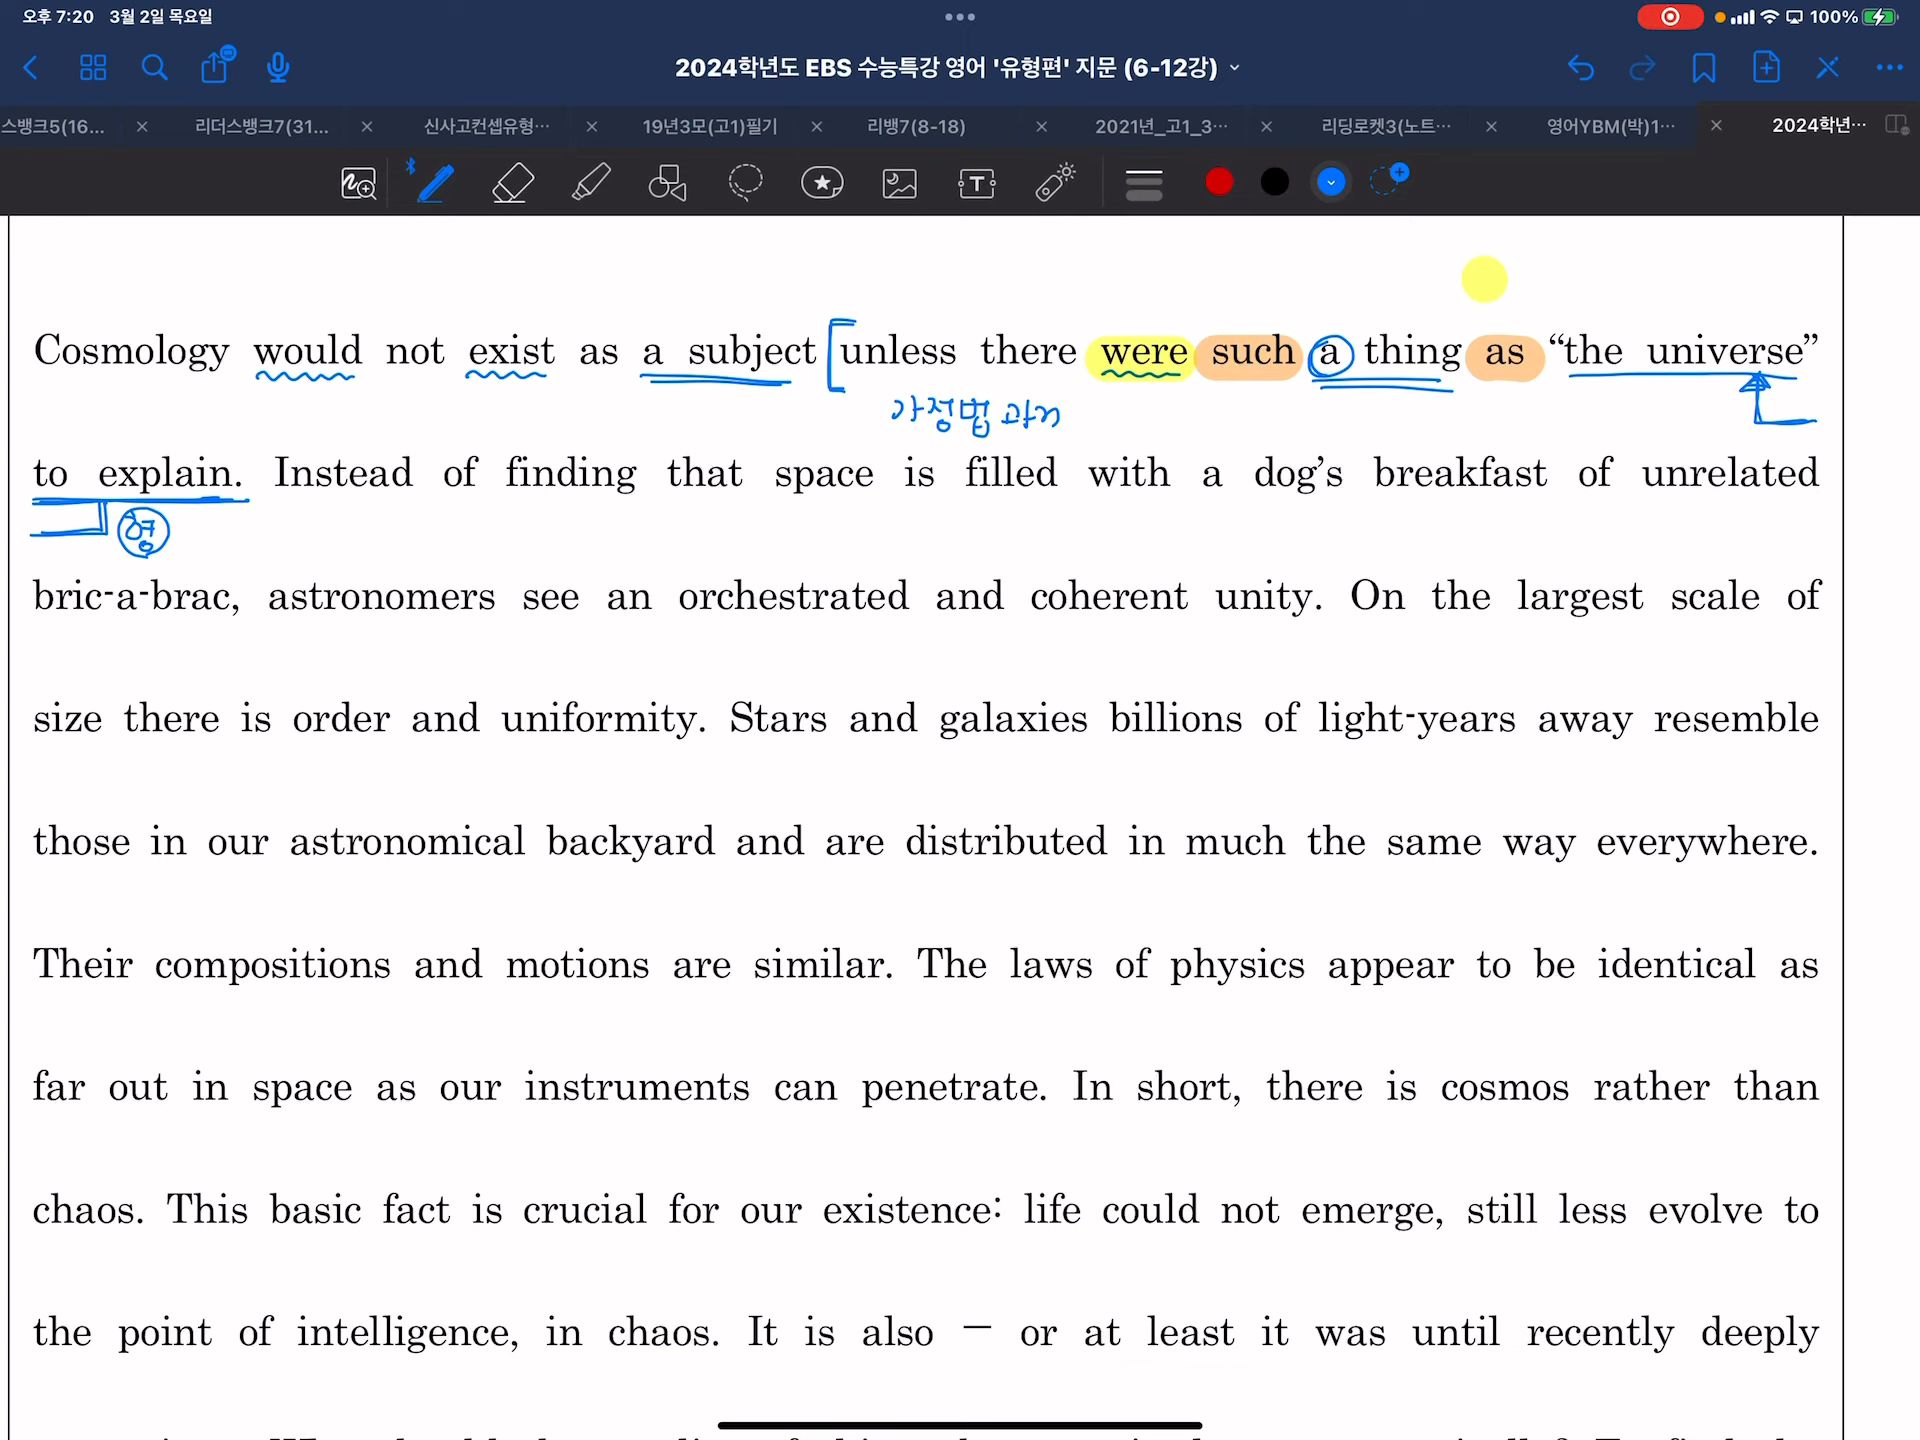 오후 7:20 3월 2일 목요일
100%
2024학년도 EBS 수능특강 영어 '유형편' 지문 (6-12강)
스뱅크5(16...
리더스뱅크7(31...
신사고컨셉유형···
19년3모(고1)필기
리뱅7(8-18)
2021년_고1_3···
리딩로켓3(노트···
영어YBM(박)1···
2024학년···
Cosmology would not exist as a subject unless there were such a thing as “the universe”
가정법 과거
to explain. Instead of finding that space is filled with a dog’s breakfast of unrelated
형
bric-a-brac, astronomers see an orchestrated and coherent unity. On the largest scale of
size there is order and uniformity. Stars and galaxies billions of light-years away resemble
those in our astronomical backyard and are distributed in much the same way everywhere.
Their compositions and motions are similar. The laws of physics appear to be identical as
far out in space as our instruments can penetrate. In short, there is cosmos rather than
chaos. This basic fact is crucial for our existence: life could not emerge, still less evolve to
the point of intelligence, in chaos. It is also — or at least it was until recently deeply